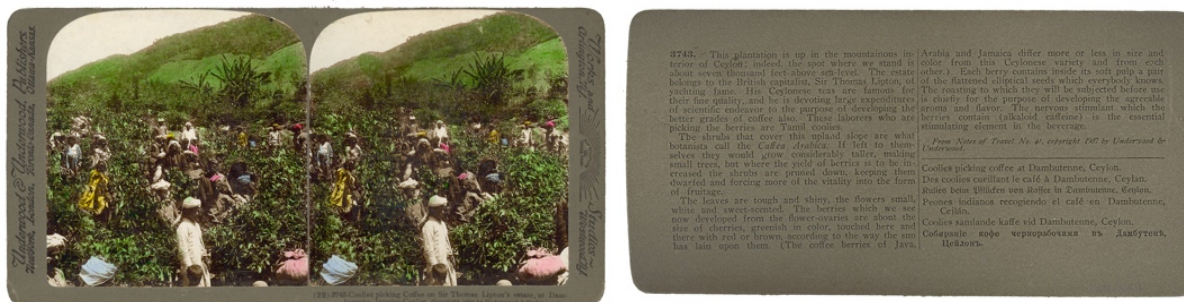 Underwood & Underwood, Publishers.
New York, London, Toronto-Canada, Ottawa-Kansas.
Works and
Studios
Arlington, N.J.
Westwood, N.J.
(28)-3743-Coolies picking Coffee on Sir Thomas Lipton's estate, at Dam-
3743. This plantation is up in the mountainous in-
terior of Ceylon; indeed, the spot where we stand is
about seven thousand feet above sea-level. The estate
belongs to the British capitalist, Sir Thomas Lipton, of
yachting fame. His Ceylonese teas are famous for
their fine quality, and he is devoting large expenditures
of scientific endeavor to the purpose of developing the
better grades of coffee also. These laborers who are
picking the berries are Tamil coolies.
The shrubs that cover this upland slope are what
botanists call the Caffea Arabica. If left to them-
selves they would grow considerably taller, making
small trees, but where the yield of berries is to be in-
creased the shrubs are pruned down, keeping them
dwarfed and forcing more of the vitality into the form
of fruitage.
The leaves are tough and shiny, the flowers small,
white and sweet-scented. The berries which we see
now developed from the flower-ovaries are about the
size of cherries, greenish in color, touched here and
there with red or brown, according to the way the sun
has lain upon them. (The coffee berries of Java,
Arabia and Jamaica differ more or less in size and
color from this Ceylonese variety and from each
other.) Each berry contains inside its soft pulp a pair
of the flattened elliptical seeds which everybody knows.
The roasting to which they will be subjected before use
is chiefly for the purpose of developing the agreeable
aroma and flavor. The nervous stimulant which the
berries contain (alkaloid caffeine) is the essential
stimulating element in the beverage.
From Notes of Travel No. 41, copyright 1907 by Underwood &
Underwood.
Coolies picking coffee at Dambutenne, Ceylon.
Des coolies cueillant le café à Dambutenne, Ceylan.
Kulies beim Pflücken von Kaffee in Dambutenne, Ceylon.
Peones indianos recogiendo el café en Dambutenne,
Ceilán.
Coolies samlande kaffe vid Dambutenne, Ceylon.
Собираніе кофе чернорабочими въ Дамбутенѣ,
Цейлонъ.